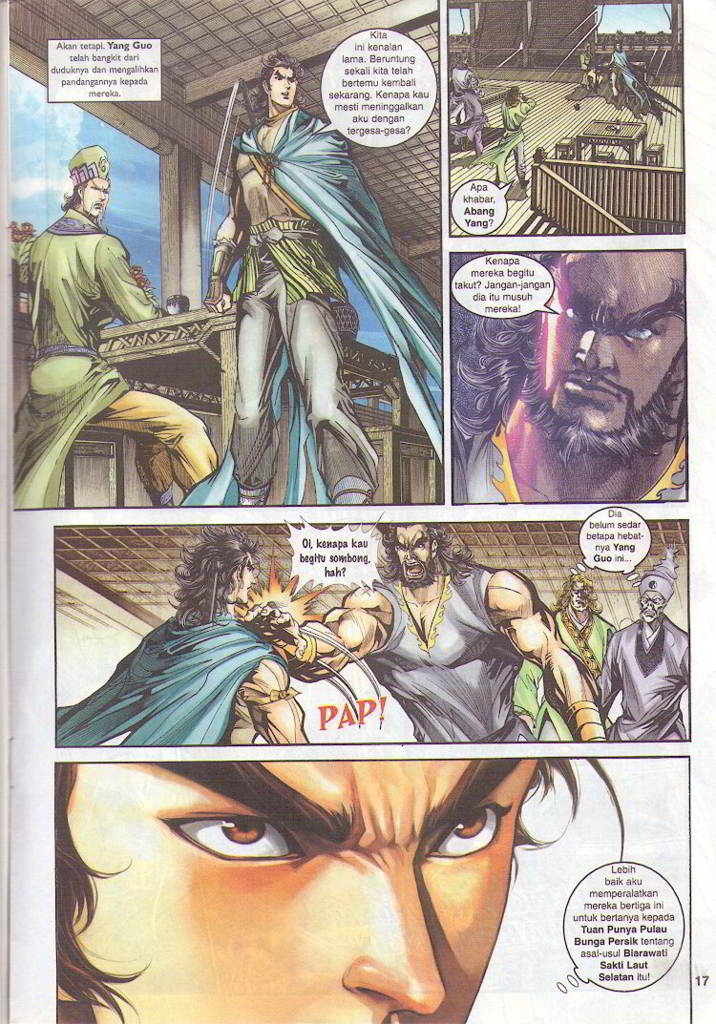 Akan tetapi, Yang Guo
telah bangkit dari
duduknya dan mengalihkan
pandangannya kepada
mereka.
Kita
ini kenalan
lama. Beruntung
sekali kita telah
bertemu kembali
sekarang. Kenapa kau
mesti meninggalkan
aku dengan
tergesa-gesa?
Apa
khabar,
Abang
Yang?
Kenapa
mereka begitu
takut? Jangan-jangan
dia itu musuh
mereka!
Oi, kenapa kau
begitu sombong,
hah?
PAP!
Dia
belum sedar
betapa hebat-
nya Yang
Guo ini...
Lebih
baik aku
memperalatkan
mereka bertiga ini
untuk bertanya kepada
Tuan Punya Pulau
Bunga Persik tentang
asal-usul Biarawati
Sakti Laut
Selatan itu!
17